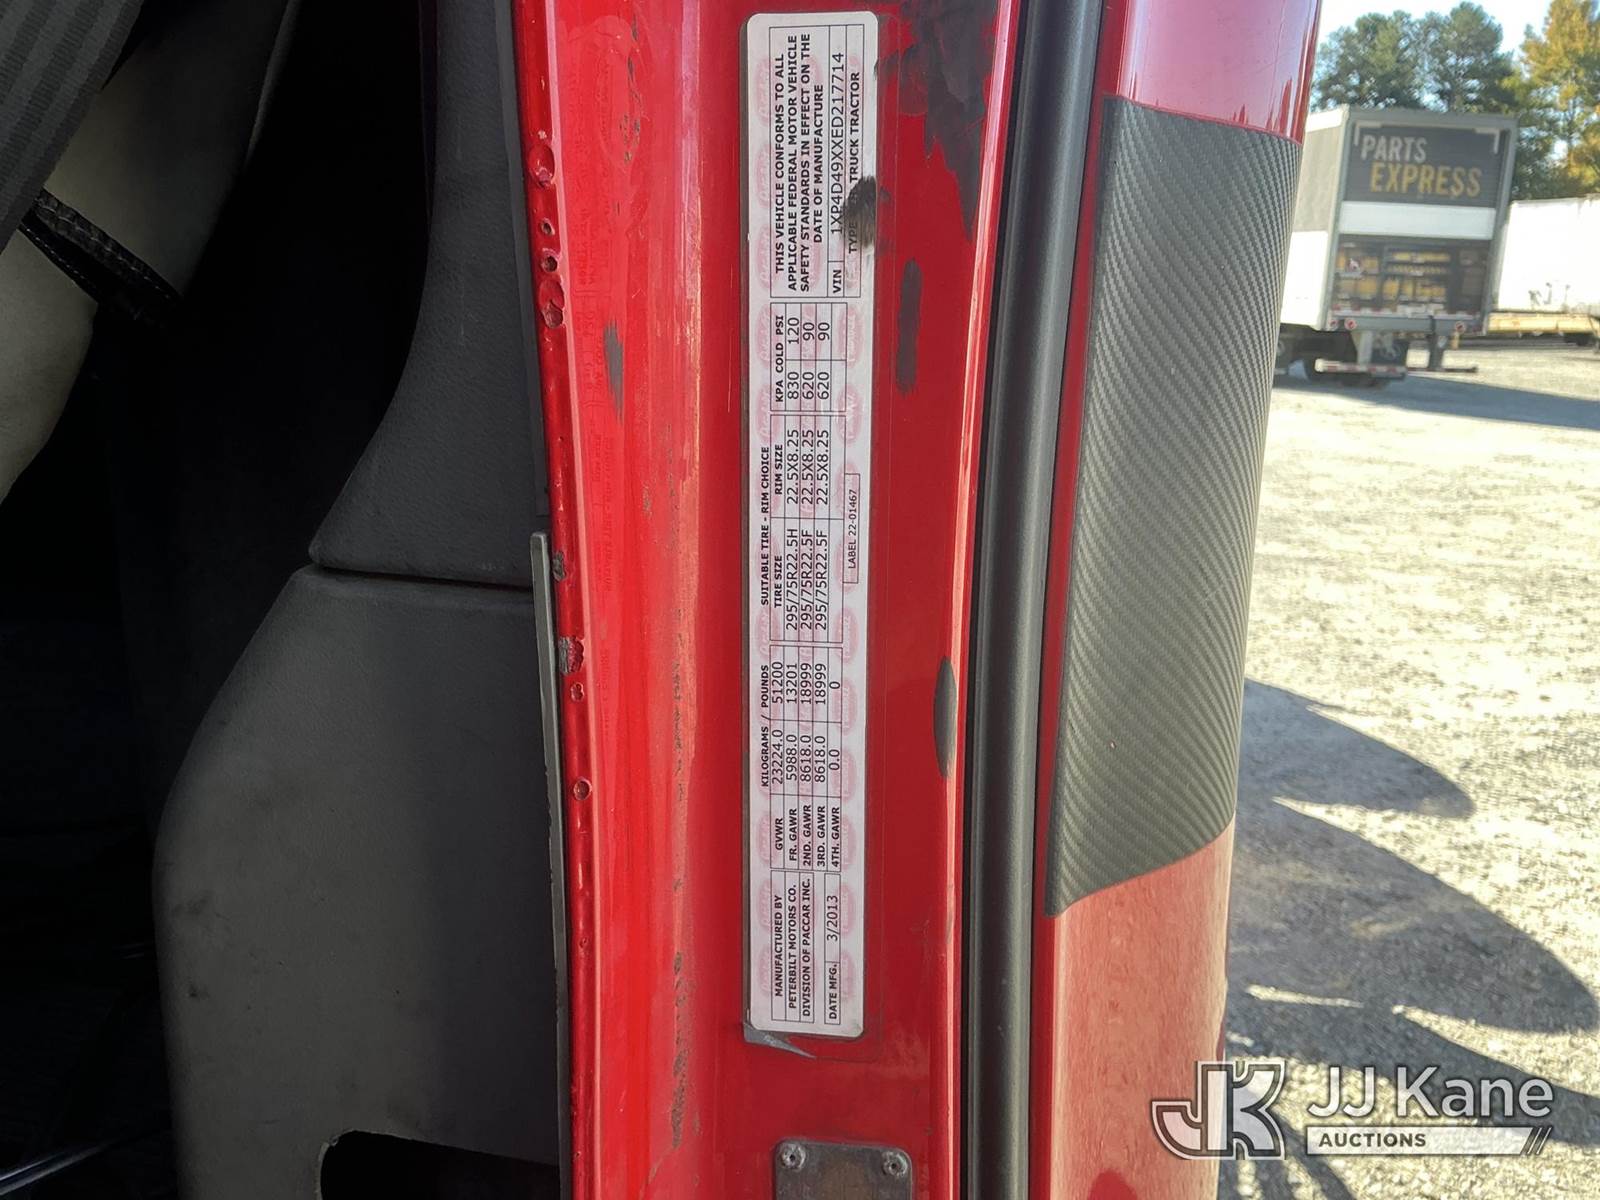 MANUFACTURED BY
PETERBILT MOTORS CO.
DIVISION OF PACCAR INC.
DATE MFG. 3/2013
KILOGRAMS / POUNDS
GVWR 23224.0 51200
FR. GAWR 5988.0 13201
2ND. GAWR 8618.0 18999
3RD. GAWR 8618.0 18999
4TH. GAWR 0.0 0
SUITABLE TIRE - RIM CHOICE
TIRE SIZE RIM SIZE KPA COLD PSI
295/75R22.5H 22.5X8.25 830 120
295/75R22.5F 22.5X8.25 620 90
295/75R22.5F 22.5X8.25 620 90
LABEL 22-01467
THIS VEHICLE CONFORMS TO ALL
APPLICABLE FEDERAL MOTOR VEHICLE
SAFETY STANDARDS IN EFFECT ON THE
DATE OF MANUFACTURE
VIN 1XP4D49XXED217714
TYPE TRUCK TRACTOR
PARTS
EXPRESS
JK JJ Kane
AUCTIONS